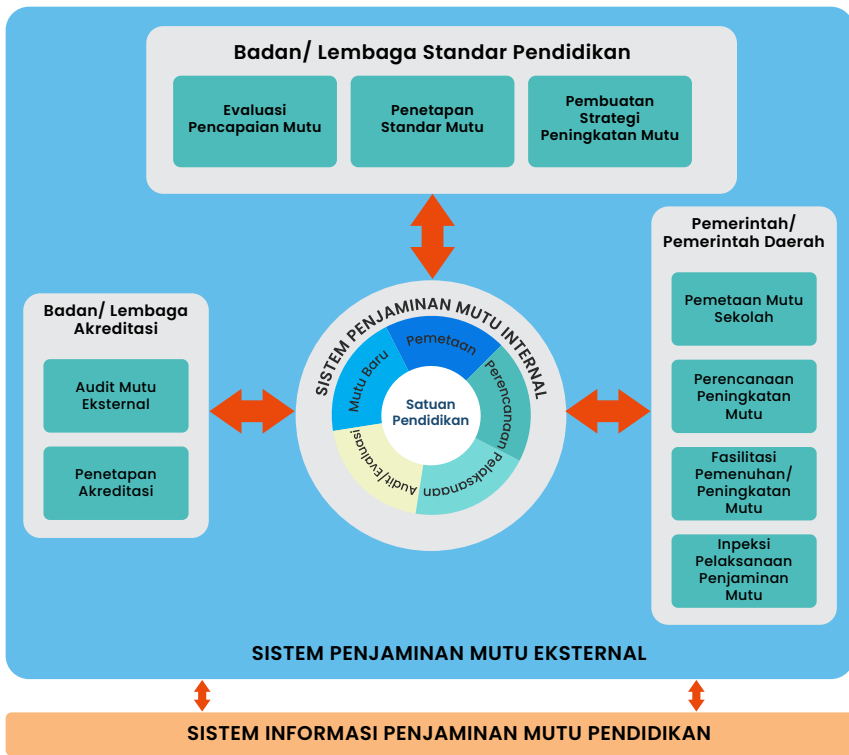 Badan/ Lembaga Standar Pendidikan
Evaluasi
Pencapaian Mutu
Penetapan
Standar Mutu
Pembuatan
Strategi
Peningkatan Mutu
Pemerintah/
Pemerintah Daerah
Pemetaan Mutu
Sekolah
Perencanaan
Peningkatan
Mutu
Fasilitasi
Pemenuhan/
Peningkatan
Mutu
Inpeksi
Pelaksanaan
Penjaminan
Mutu
Badan/ Lembaga
Akreditasi
Audit Mutu
Eksternal
Penetapan
Akreditasi
SISTEM PENJAMINAN MUTU INTERNAL
Pemetaan
Perencanaan
Pelaksanaan
Audit/Evaluasi
Mutu Baru
Satuan
Pendidikan
SISTEM PENJAMINAN MUTU EKSTERNAL
SISTEM INFORMASI PENJAMINAN MUTU PENDIDIKAN